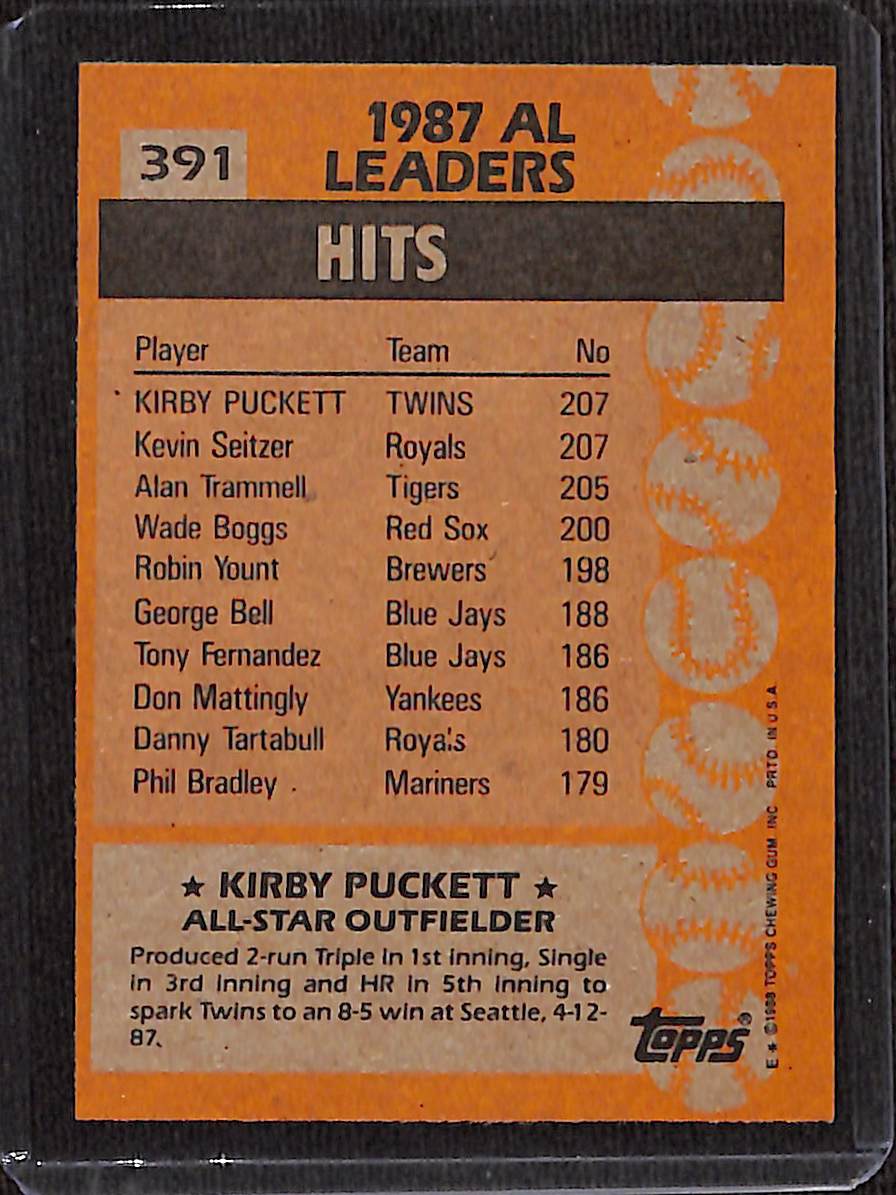 391
1987 AL
LEADERS
HITS
Player Team No
KIRBY PUCKETT TWINS 207
Kevin Seitzer Royals 207
Alan Trammell Tigers 205
Wade Boggs Red Sox 200
Robin Yount Brewers 198
George Bell Blue Jays 188
Tony Fernandez Blue Jays 186
Don Mattingly Yankees 186
Danny Tartabull Royals 180
Phil Bradley Mariners 179
★ KIRBY PUCKETT ★
ALL-STAR OUTFIELDER
Produced 2-run Triple in 1st inning, Single
in 3rd inning and HR in 5th inning to
spark Twins to an 8-5 win at Seattle, 4-12-
87.
TOPPS®
E * ©1988 TOPPS CHEWING GUM INC PRTD IN U.S.A.